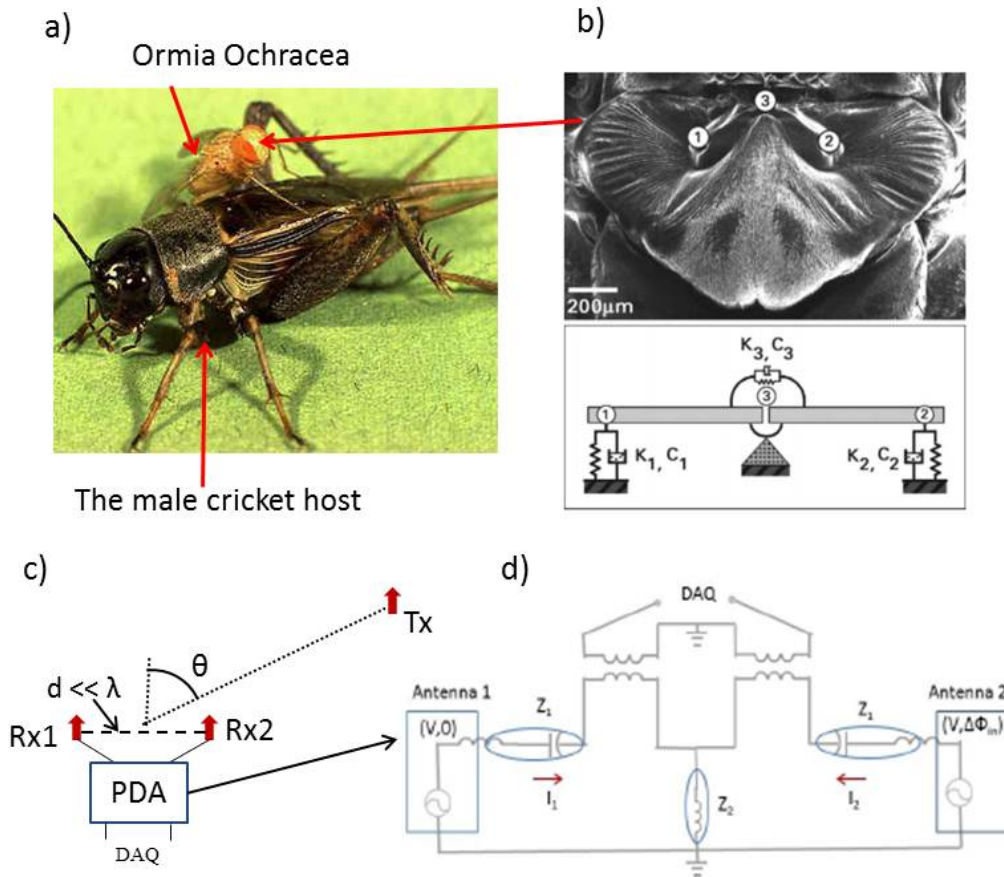 a)
Ormia Ochracea
The male cricket host
b)
3
1
2
200μm
K3, C3
3
1
2
K1, C1
K2, C2
c)
Tx
θ
d << λ
Rx1
Rx2
PDA
DAQ
d)
DAQ
Antenna 1
Antenna 2
Z1
Z1
(V,0)
(V,ΔΦin)
I1
I2
Z2